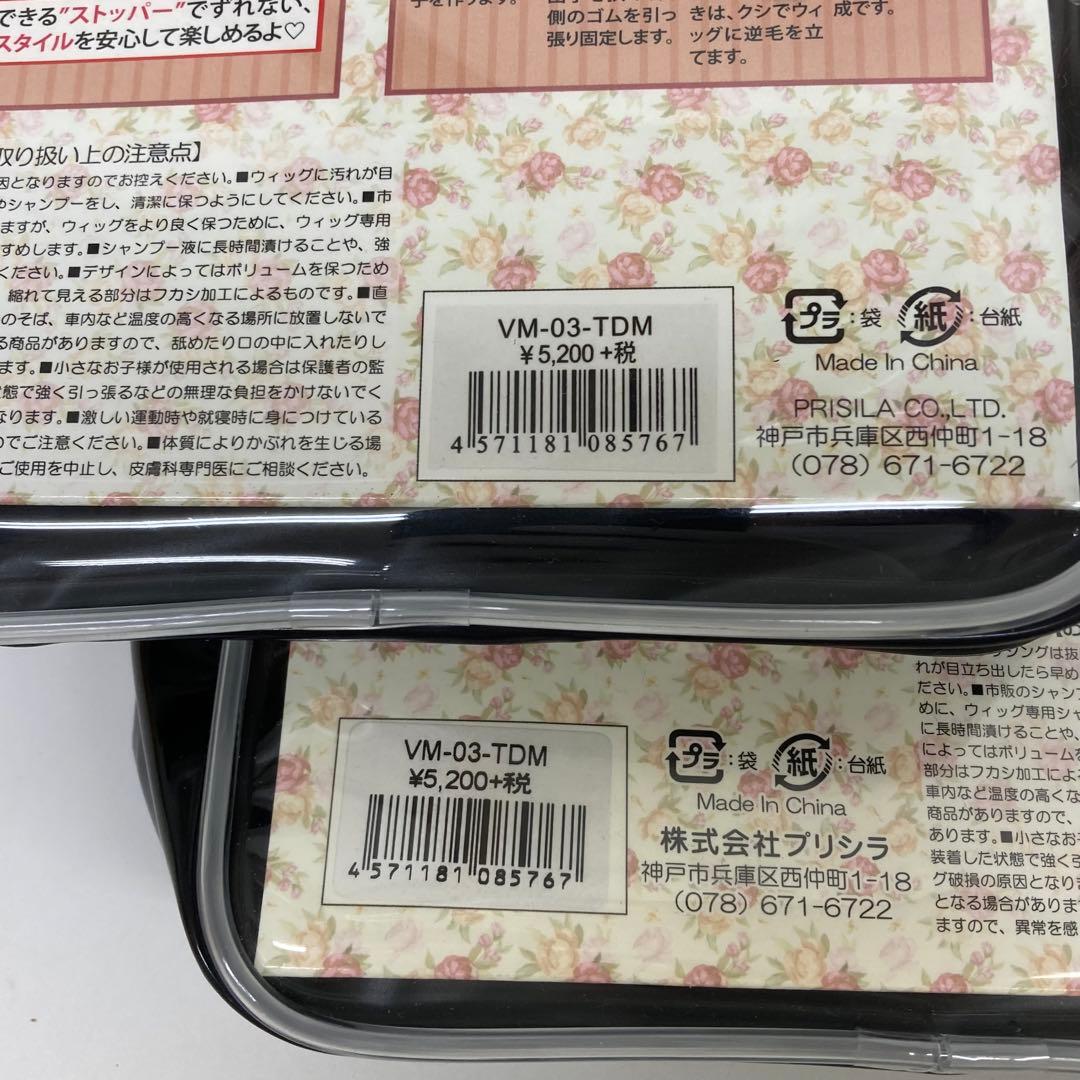 できる"ストッパー"でずれない、
スタイルを安心して楽しめるよ♡
側のゴムを引っ
張り固定します。
きは、クシでウィ
ッグに逆毛を立
てます。
成です。
取り扱い上の注意点】
因となりますのでお控えください。■ウィッグに汚れが目
めシャンプーをし、清潔に保つようにしてください。■市
ますが、ウィッグをより良く保つために、ウィッグ専用
すめします。■シャンプー液に長時間漬けることや、強
ください。■デザインによってはボリュームを保つため
縮れて見える部分はフカシ加工によるものです。■直
のそば、車内など温度の高くなる場所に放置しないで
る商品がありますので、舐めたり口の中に入れたりし
ます。■小さなお子様が使用される場合は保護者の監
状態で強く引っ張るなどの無理な負担をかけないでく
なります。■激しい運動時や就寝時に身につけている
のでご注意ください。■体質によりかぶれを生じる場
ご使用を中止し、皮膚科専門医にご相談ください。
VM-03-TDM
¥5,200 +税
4 571181 085767
プラ:袋 紙:台紙
Made In China
PRISILA CO.,LTD.
神戸市兵庫区西仲町1-18
(078) 671-6722
VM-03-TDM
¥5,200+税
4 571181 085767
プラ:袋 紙:台紙
Made In China
株式会社プリシラ
神戸市兵庫区西仲町1-18
(078) 671-6722
ングは抜
れが目立ち出したら早め
ださい。■市販のシャンプ
めに、ウィッグ専用シャ
に長時間漬けることや、
によってはボリュームを
部分はフカシ加工によ
車内など温度の高くな
商品がありますので、
あります。■小さなお子
装着した状態で強く引
グ破損の原因となりま
となる場合があります
ますので、異常を感